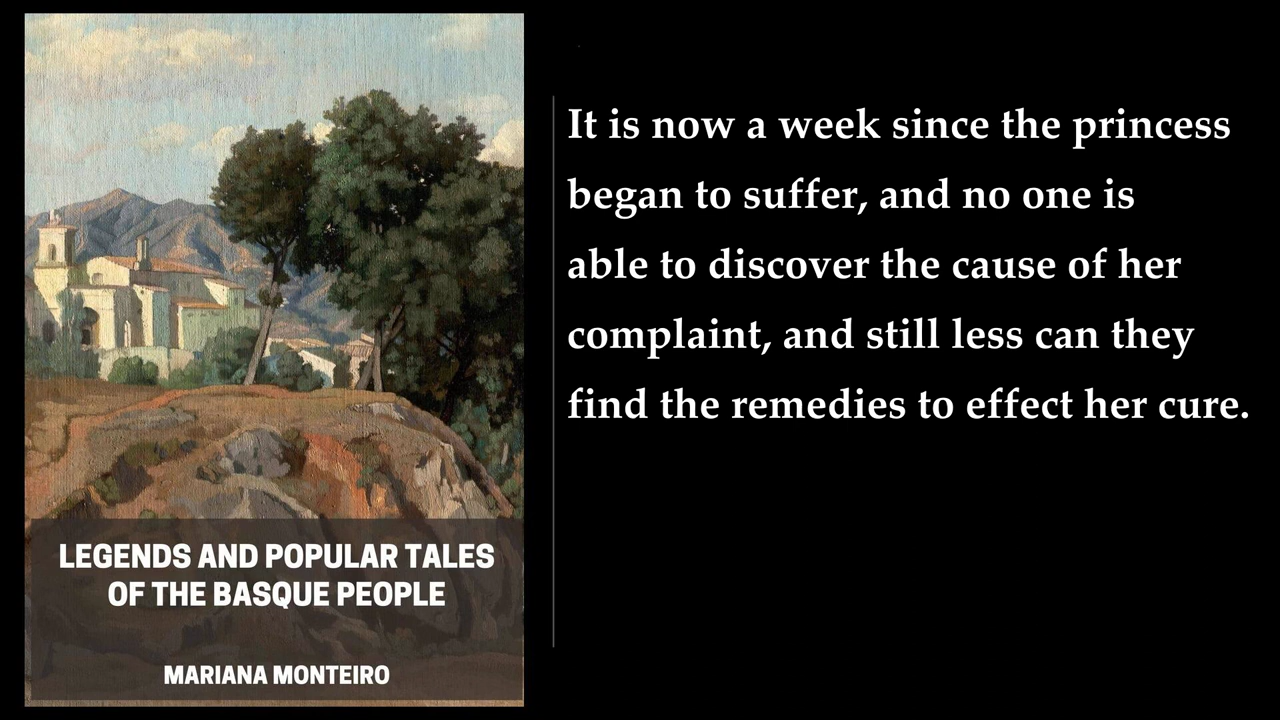 LEGENDS AND POPULAR TALES
OF THE BASQUE PEOPLE
MARIANA MONTEIRO
It is now a week since the princess
began to suffer, and no one is
able to discover the cause of her
complaint, and still less can they
find the remedies to effect her cure.